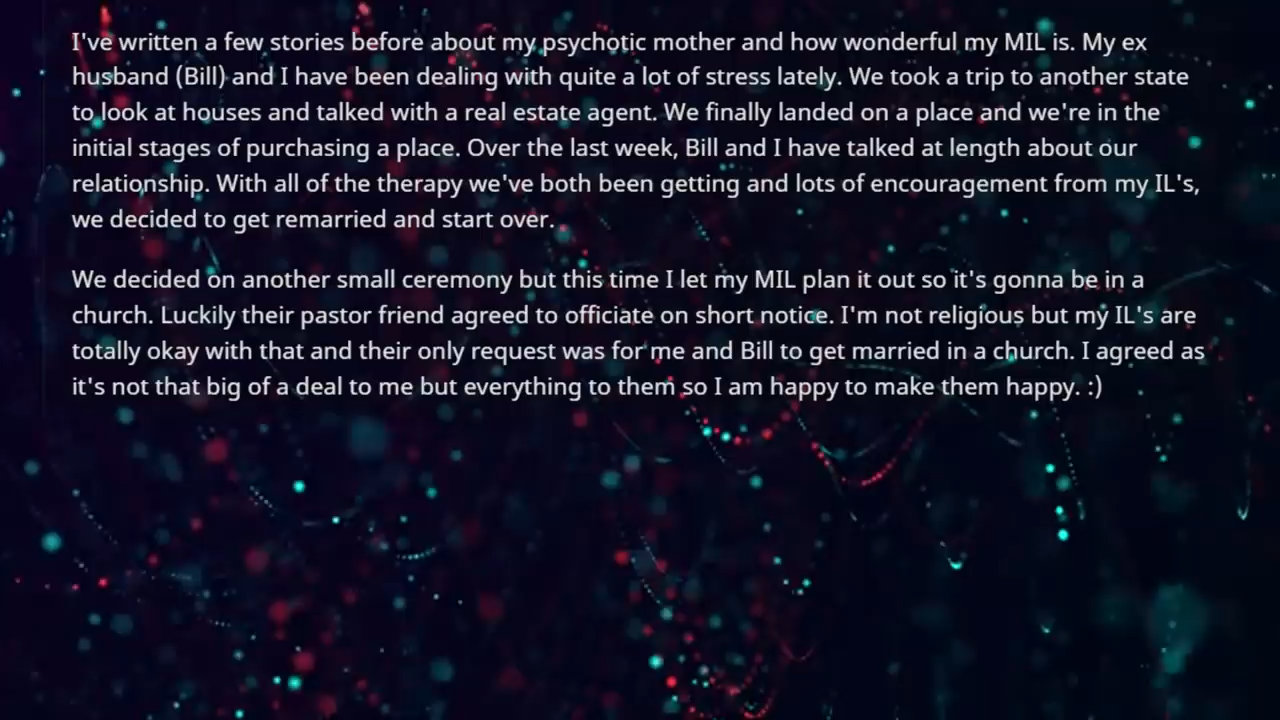 I've written a few stories before about my psychotic mother and how wonderful my MIL is. My ex
husband (Bill) and I have been dealing with quite a lot of stress lately. We took a trip to another state
to look at houses and talked with a real estate agent. We finally landed on a place and we're in the
initial stages of purchasing a place. Over the last week, Bill and I have talked at length about our
relationship. With all of the therapy we've both been getting and lots of encouragement from my IL's,
we decided to get remarried and start over.
We decided on another small ceremony but this time I let my MIL plan it out so it's gonna be in a
church. Luckily their pastor friend agreed to officiate on short notice. I'm not religious but my IL's are
totally okay with that and their only request was for me and Bill to get married in a church. I agreed as
it's not that big of a deal to me but everything to them so I am happy to make them happy. :)